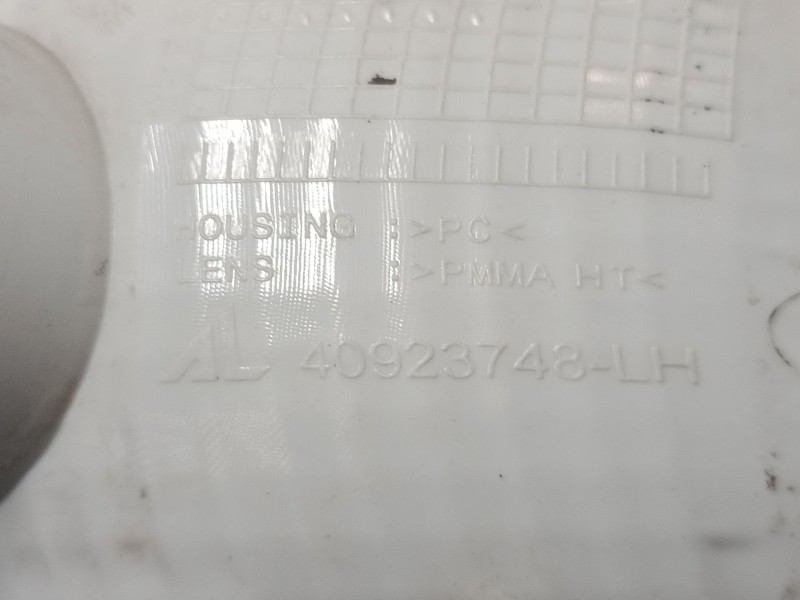 HOUSING :>PC<
LENS :>PMMA HT<
AL 40923748-LH